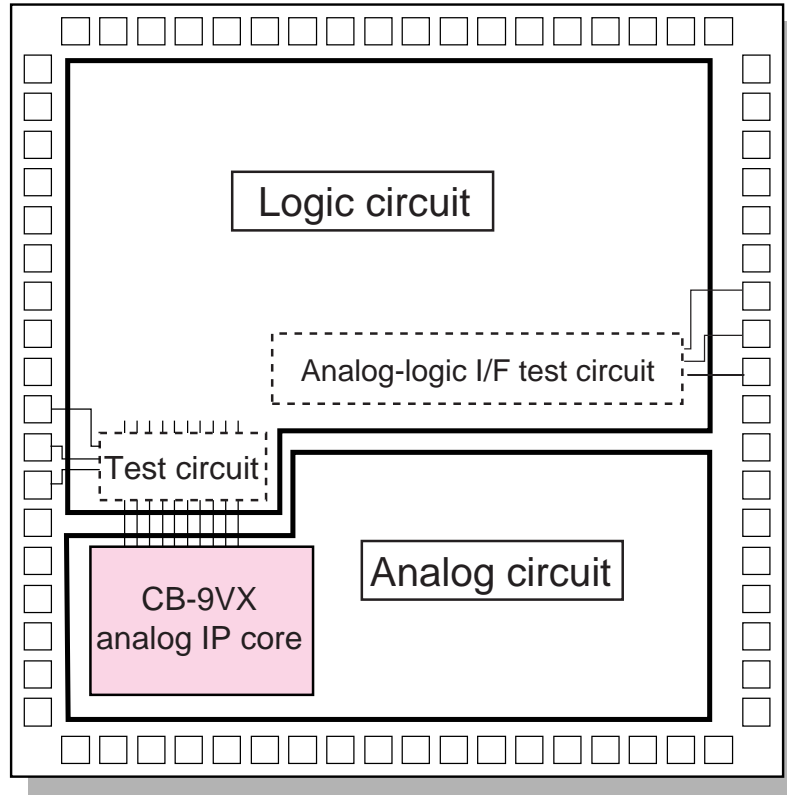 Logic circuit
Analog-logic I/F test circuit
Test circuit
Analog circuit
CB-9VX
analog IP core